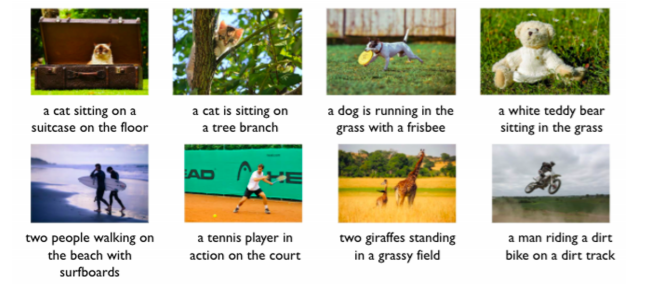 a cat sitting on a
suitcase on the floor
a cat is sitting on
a tree branch
a dog is running in the
grass with a frisbee
a white teddy bear
sitting in the grass
EAD
HE
two people walking on
the beach with
surfboards
a tennis player in
action on the court
two giraffes standing
in a grassy field
a man riding a dirt
bike on a dirt track